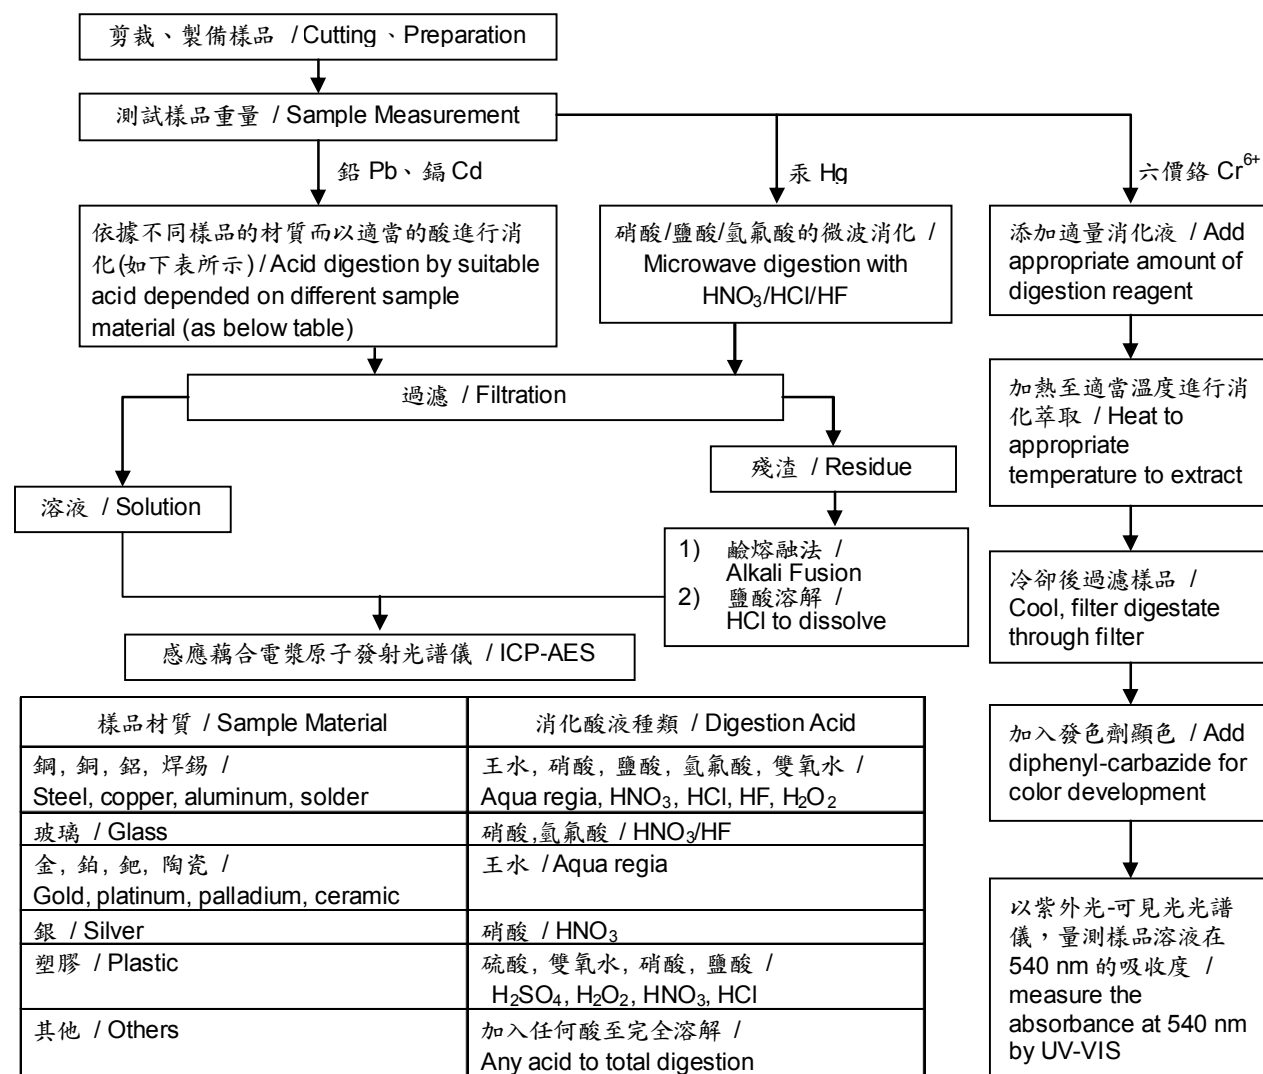 剪裁、製備樣品 / Cutting、Preparation
測試樣品重量 / Sample Measurement
鉛 Pb、鎘 Cd
汞 Hg
六價鉻 Cr⁶⁺
依據不同樣品的材質而以適當的酸進行消
化(如下表所示) / Acid digestion by suitable
acid depended on different sample
material (as below table)
硝酸/鹽酸/氫氟酸的微波消化 /
Microwave digestion with
HNO₃/HCl/HF
添加適量消化液 / Add
appropriate amount of
digestion reagent
過濾 / Filtration
加熱至適當溫度進行消
化萃取 / Heat to
appropriate
temperature to extract
溶液 / Solution
殘渣 / Residue
1) 鹼熔融法 /
Alkali Fusion
2) 鹽酸溶解 /
HCl to dissolve
冷卻後過濾樣品 /
Cool, filter digestate
through filter
感應藕合電漿原子發射光譜儀 / ICP-AES
加入發色劑顯色 / Add
diphenyl-carbazide for
color development
以紫外光-可見光光譜
儀，量測樣品溶液在
540 nm 的吸收度 /
measure the
absorbance at 540 nm
by UV-VIS
樣品材質 / Sample Material
消化酸液種類 / Digestion Acid
鋼, 銅, 鋁, 焊錫 /
Steel, copper, aluminum, solder
王水, 硝酸, 鹽酸, 氫氟酸, 雙氧水 /
Aqua regia, HNO₃, HCl, HF, H₂O₂
玻璃 / Glass
硝酸,氫氟酸 / HNO₃/HF
金, 鉑, 鈀, 陶瓷 /
Gold, platinum, palladium, ceramic
王水 / Aqua regia
銀 / Silver
硝酸 / HNO₃
塑膠 / Plastic
硫酸, 雙氧水, 硝酸, 鹽酸 /
H₂SO₄, H₂O₂, HNO₃, HCl
其他 / Others
加入任何酸至完全溶解 /
Any acid to total digestion